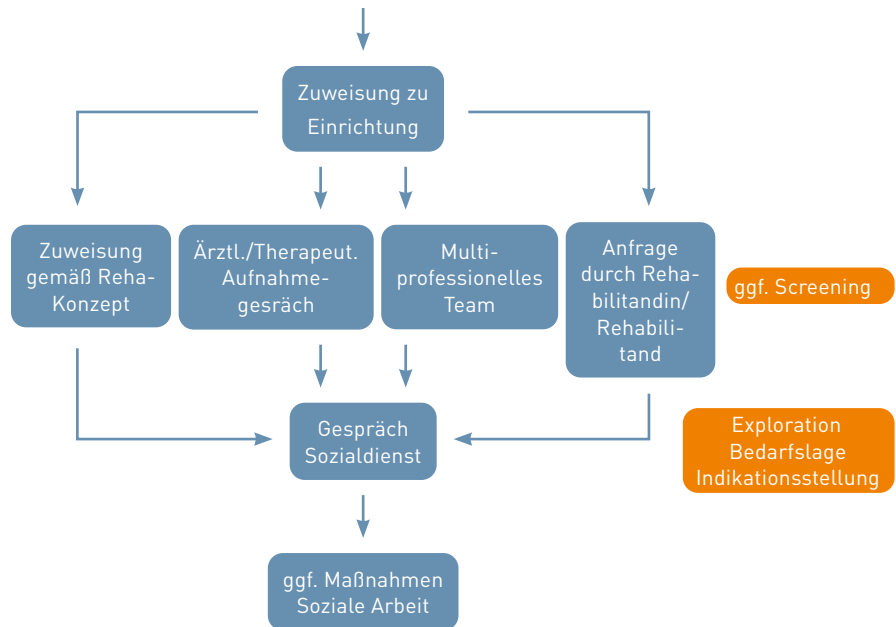 Zuweisung zu
Einrichtung
Zuweisung
gemäß Reha-
Konzept
Ärztl./Therapeut.
Aufnahme-
gesräch
Multi-
professionelles
Team
Anfrage
durch Reha-
bilitandin/
Rehabili-
tand
ggf. Screening
Gespräch
Sozialdienst
Exploration
Bedarfslage
Indikationsstellung
ggf. Maßnahmen
Soziale Arbeit